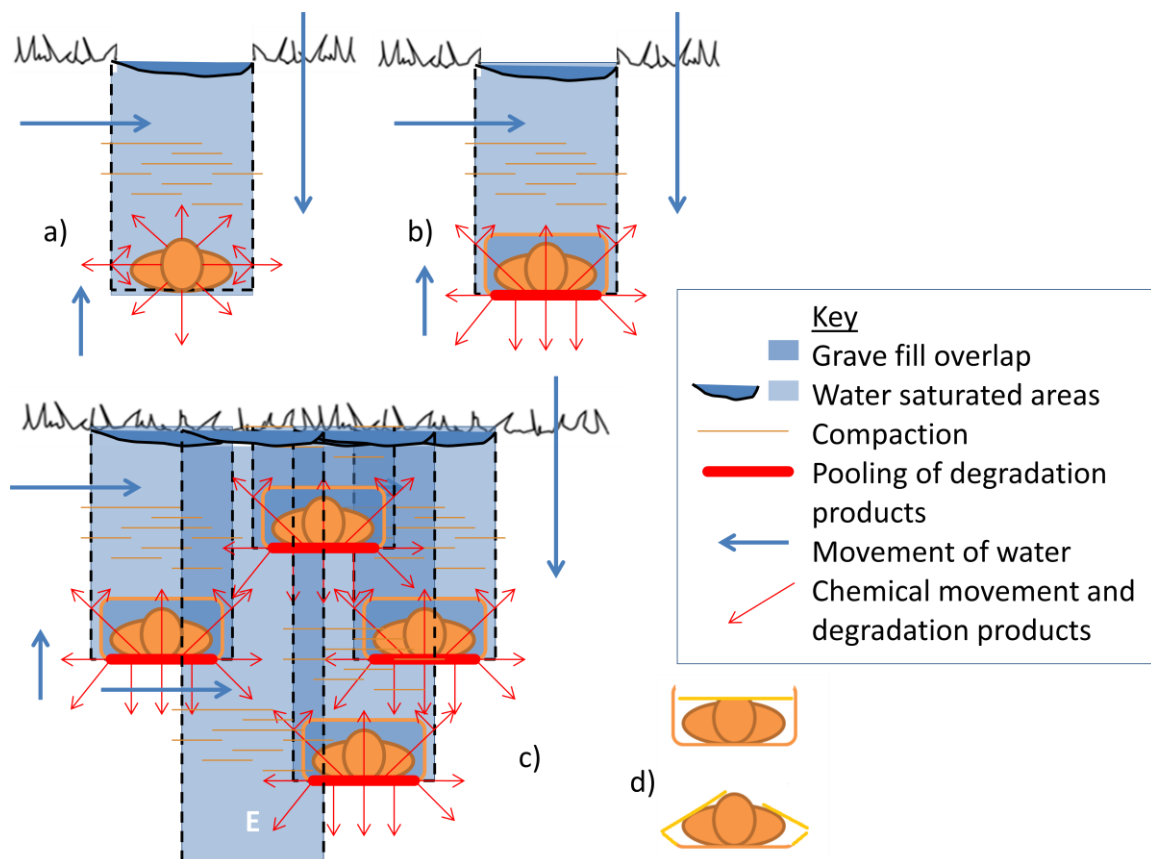 a)
b)
Key
Grave fill overlap
Water saturated areas
Compaction
Pooling of degradation
products
Movement of water
Chemical movement and
degradation products
c)
d)
E